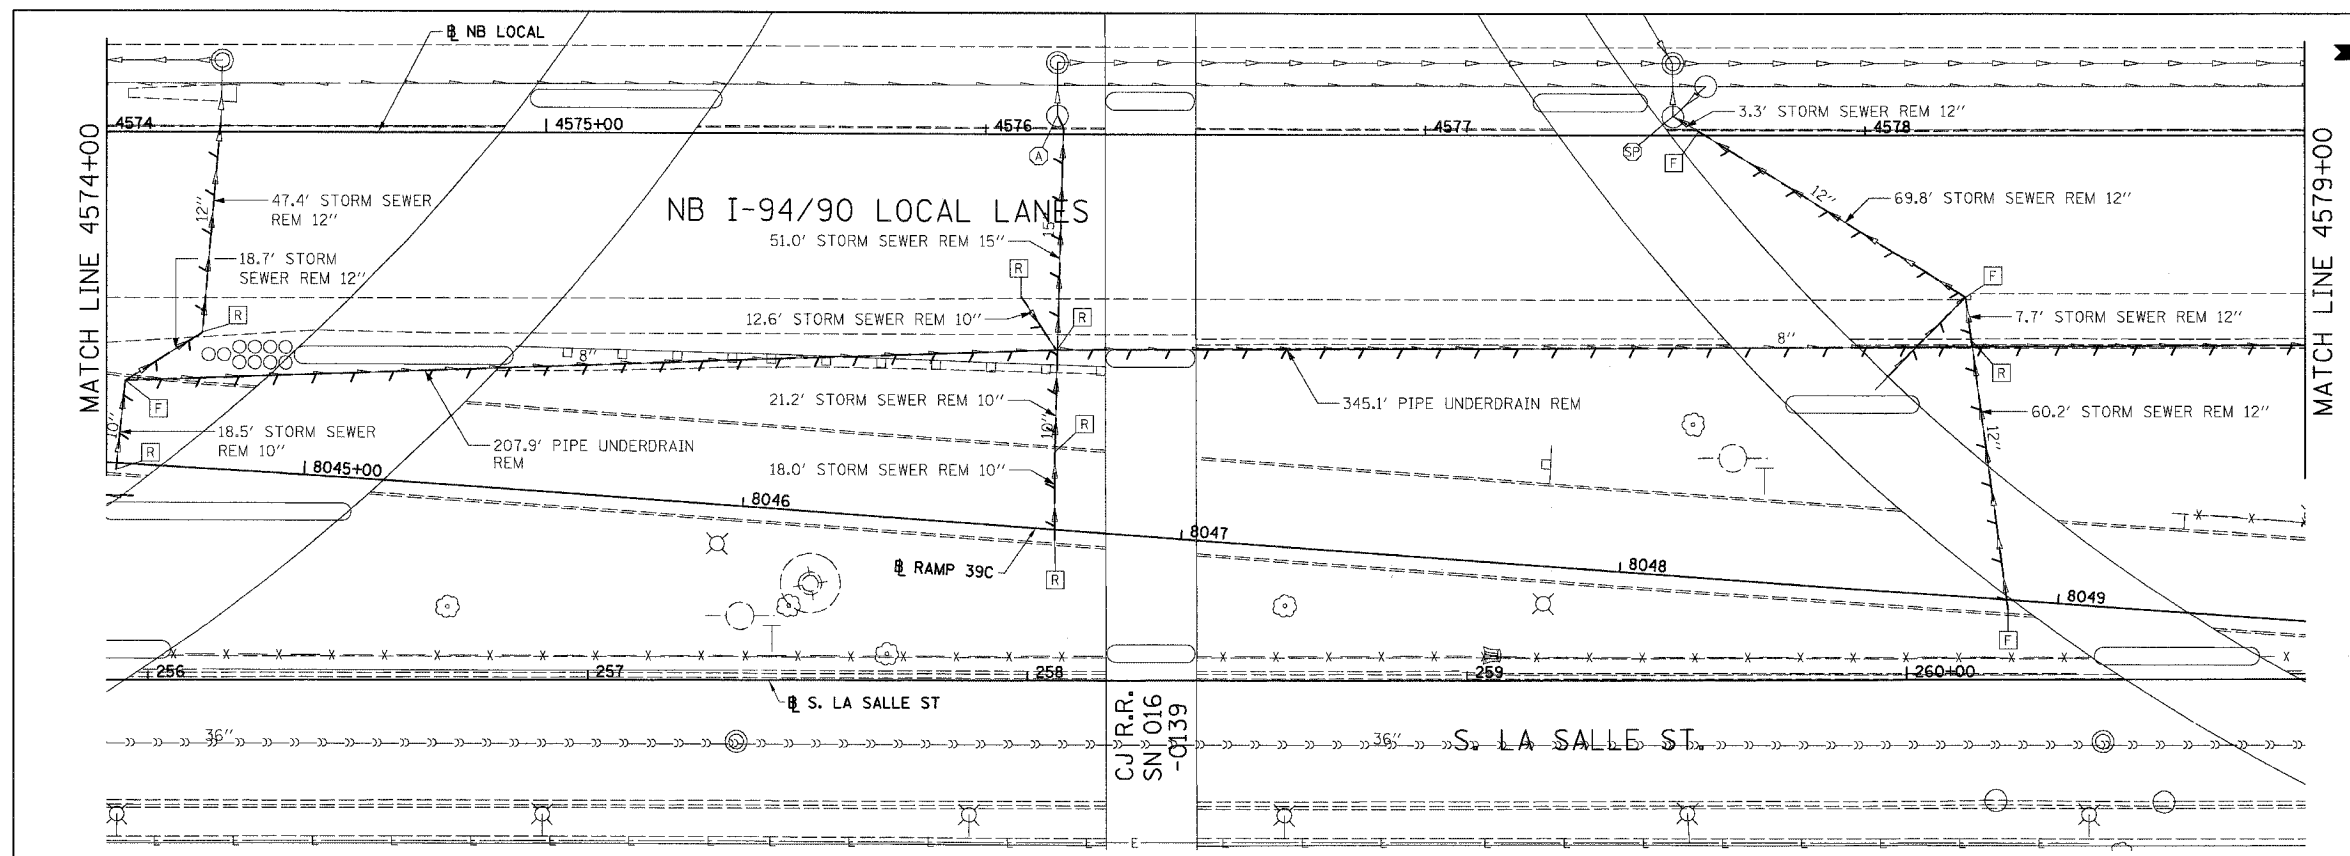 ℄ NB LOCAL
4574
4575+00
4576
4577
4578
3.3' STORM SEWER REM 12"
A
SP
F
MATCH LINE 4574+00
MATCH LINE 4579+00
47.4' STORM SEWER
REM 12"
12"
NB I-94/90 LOCAL LANES
15"
12"
69.8' STORM SEWER REM 12"
51.0' STORM SEWER REM 15"
18.7' STORM
SEWER REM 12"
R
F
R
12.6' STORM SEWER REM 10"
R
7.7' STORM SEWER REM 12"
8"
8"
R
F
21.2' STORM SEWER REM 10"
345.1' PIPE UNDERDRAIN REM
60.2' STORM SEWER REM 12"
10"
18.5' STORM SEWER
REM 10"
R
207.9' PIPE UNDERDRAIN
REM
10"
R
12"
8045+00
18.0' STORM SEWER REM 10"
8046
8047
℄ RAMP 39C
8048
R
8049
F
256
257
258
259
260+00
℄ S. LA SALLE ST
CJ R.R.
SN 016
-0139
36"
36"
S. LA SALLE ST.